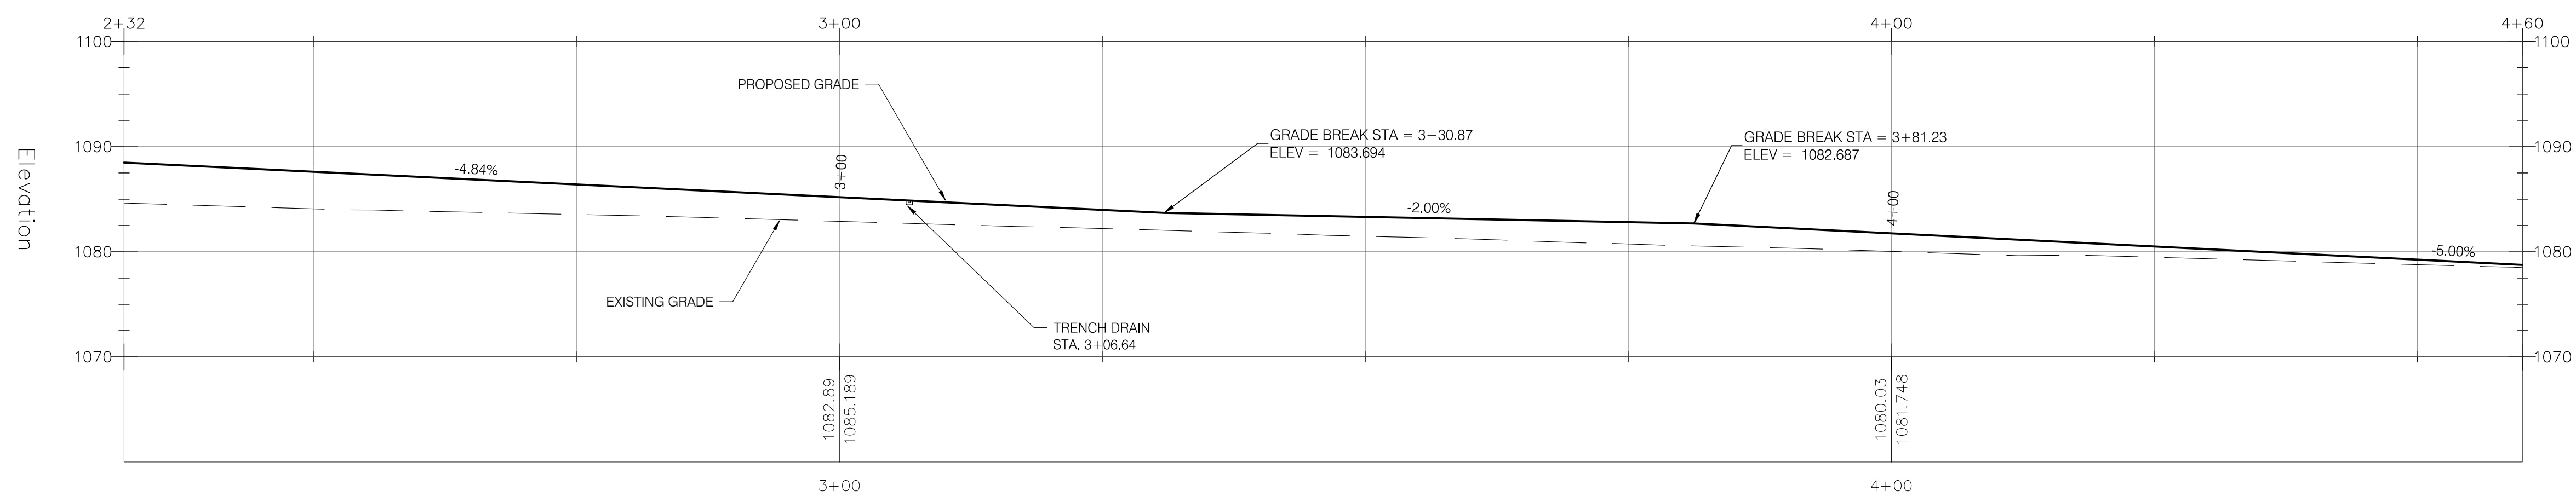 2+32
3+00
4+00
4+60
1100
1100
PROPOSED GRADE
GRADE BREAK STA = 3+30.87
ELEV = 1083.694
GRADE BREAK STA = 3+81.23
ELEV = 1082.687
1090
1090
Elevation
-4.84%
3+00
4+00
-2.00%
1080
1080
-5.00%
EXISTING GRADE
TRENCH DRAIN
STA. 3+06.64
1070
1070
1082.89
1085.189
1080.03
1081.748
3+00
4+00